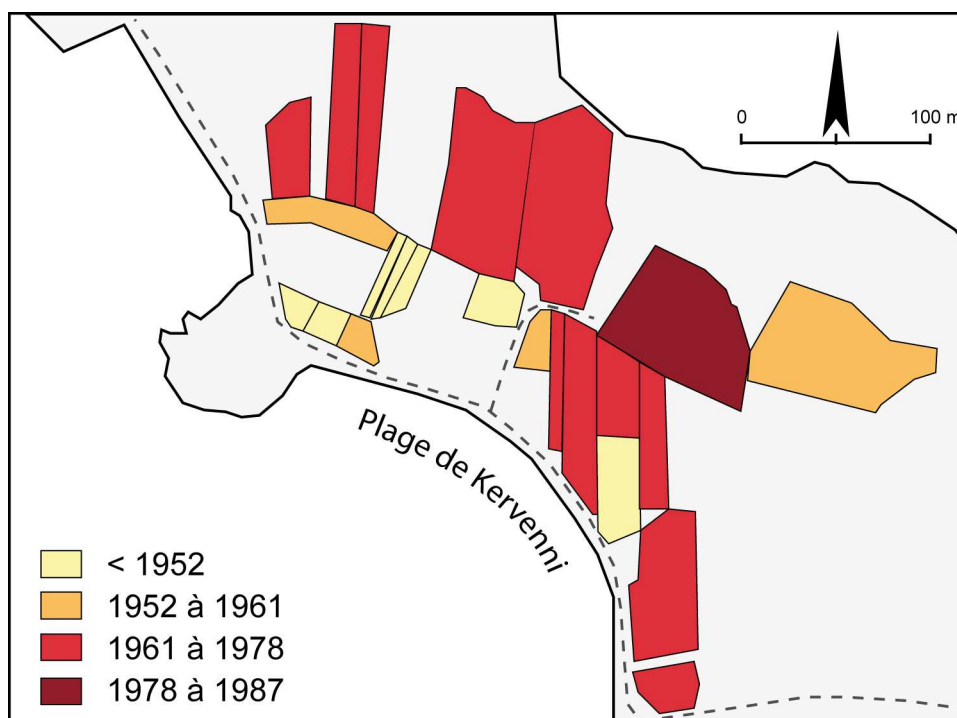 0 100 m
Plage de Kervenni
< 1952
1952 à 1961
1961 à 1978
1978 à 1987